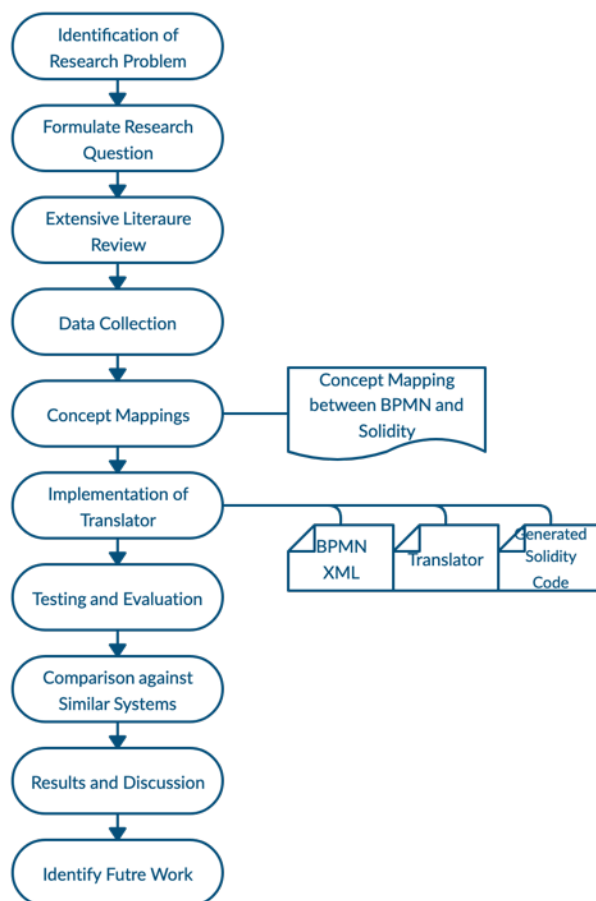 Identification of
Research Problem
Formulate Research
Question
Extensive Literaure
Review
Data Collection
Concept Mappings
Concept Mapping
between BPMN and
Solidity
Implementation of
Translator
BPMN
XML
Translator
Generated
Solidity
Code
Testing and Evaluation
Comparison against
Similar Systems
Results and Discussion
Identify Futre Work